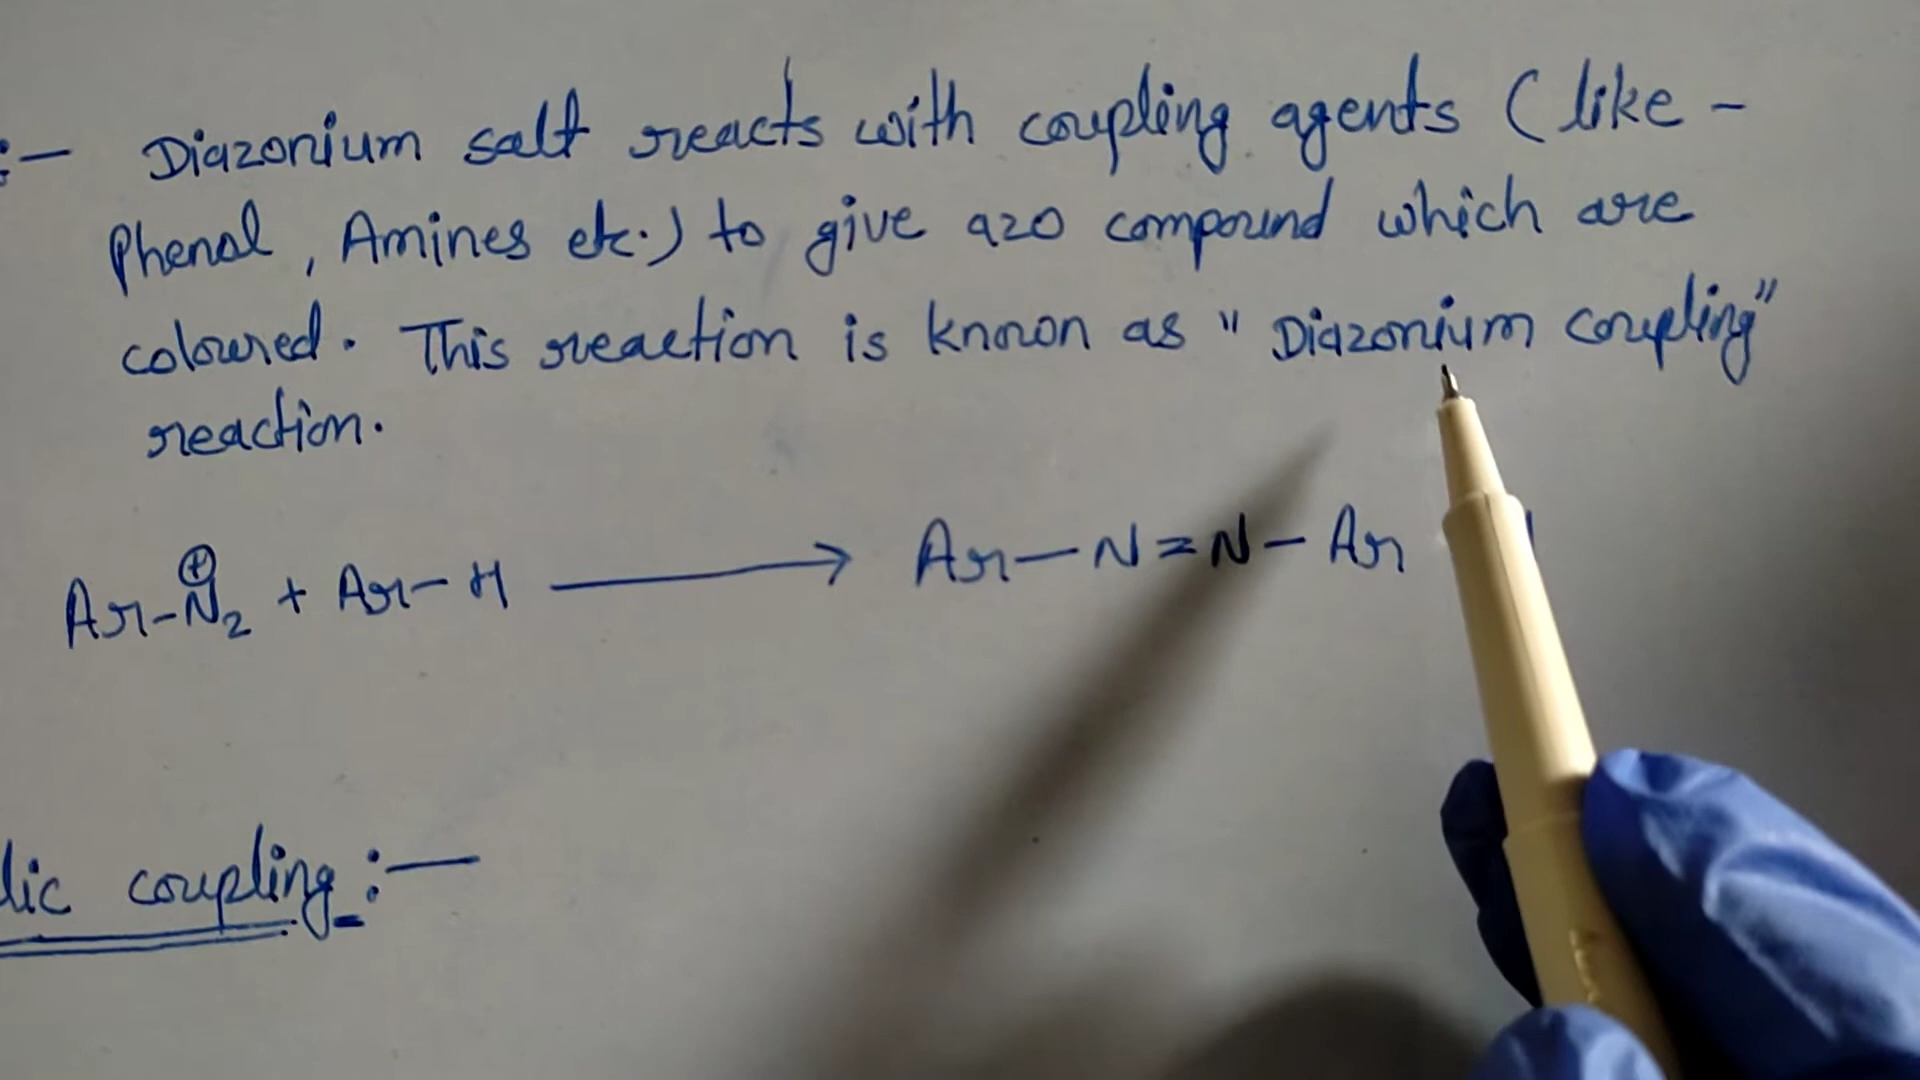 :- Diazonium salt reacts with coupling agents (like -
Phenol, Amines etc.) to give azo compound which are
coloured. This reaction is known as "Diazonium coupling"
reaction.
Ar-N⊕₂ + Ar-H ⟶ Ar-N=N-Ar
lic coupling :-